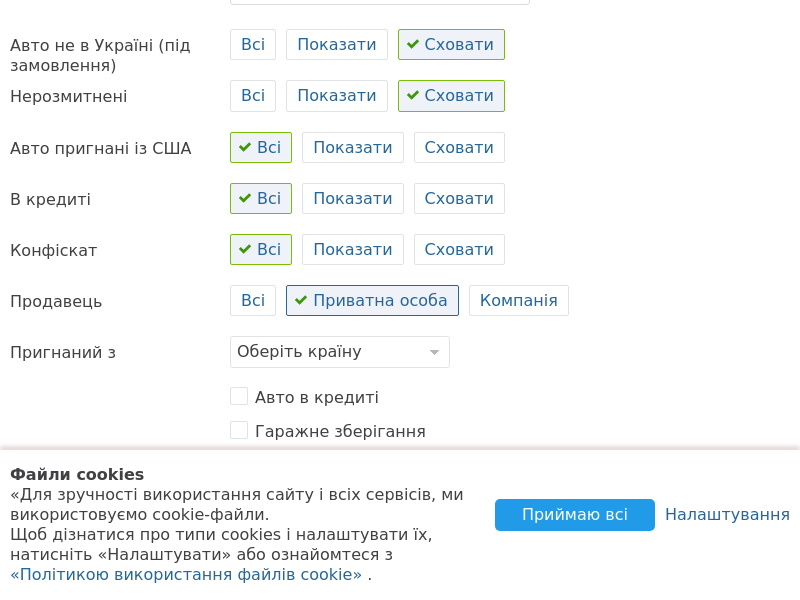 Авто не в Україні (під замовлення) Всі Показати Сховати
Нерозмитнені Всі Показати Сховати
Авто пригнані із США Всі Показати Сховати
В кредиті Всі Показати Сховати
Конфіскат Всі Показати Сховати
Продавець Всі Приватна особа Компанія
Пригнаний з Оберіть країну
Авто в кредиті
Гаражне зберігання
Файли cookies
«Для зручності використання сайту і всіх сервісів, ми
використовуємо cookie-файли.
Щоб дізнатися про типи cookies і налаштувати їх,
натисніть «Налаштувати» або ознайомтеся з
«Політикою використання файлів cookie» .
Приймаю всі Налаштування